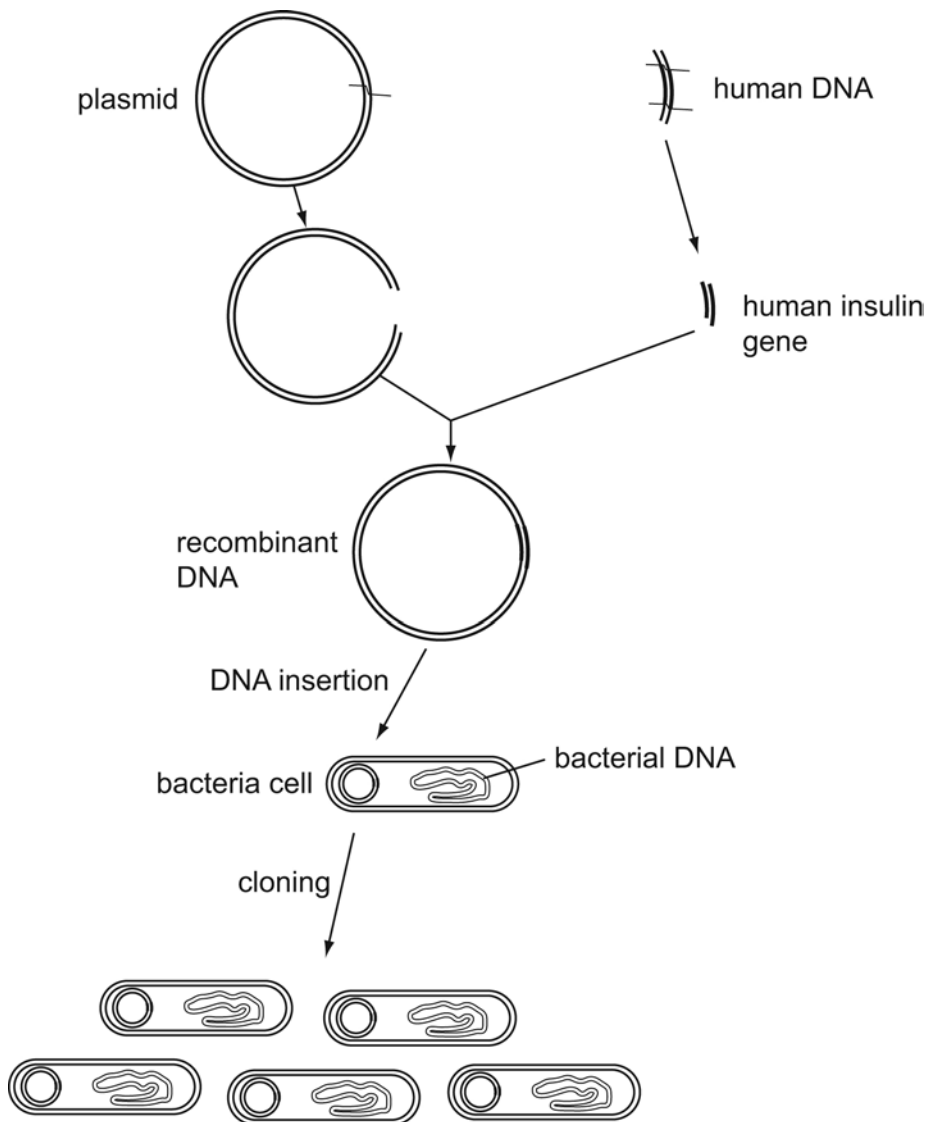 plasmid
human DNA
human insulin
gene
recombinant
DNA
DNA insertion
bacterial DNA
bacteria cell
cloning